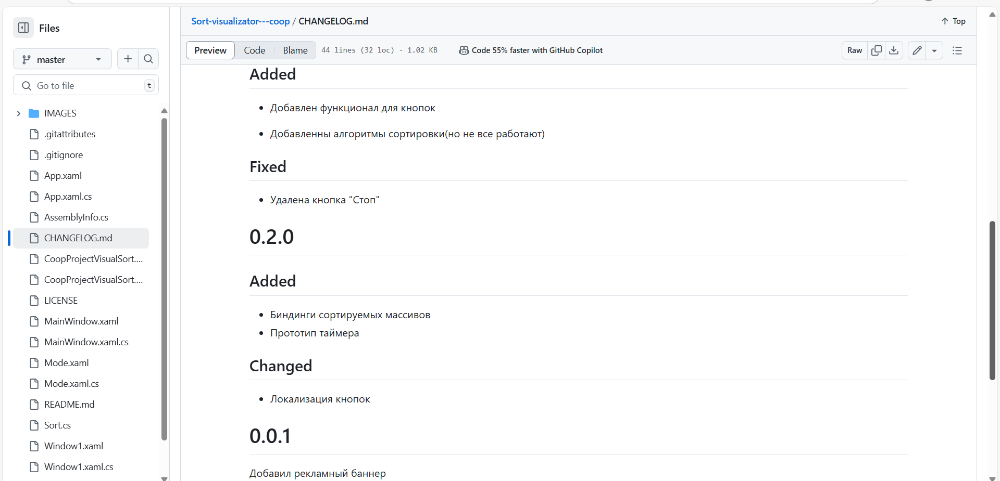 Files
master
Go to file
t
IMAGES
.gitattributes
.gitignore
App.xaml
App.xaml.cs
AssemblyInfo.cs
CHANGELOG.md
CoopProjectVisualSort....
CoopProjectVisualSort....
LICENSE
MainWindow.xaml
MainWindow.xaml.cs
Mode.xaml
Mode.xaml.cs
README.md
Sort.cs
Window1.xaml
Window1.xaml.cs
Sort-visualizator---coop / CHANGELOG.md
Top
Preview Code Blame 44 lines (32 loc) · 1.02 KB Code 55% faster with GitHub Copilot Raw
Added
• Добавлен функционал для кнопок
• Добавленны алгоритмы сортировки(но не все работают)
Fixed
• Удалена кнопка "Стоп"
0.2.0
Added
• Биндинги сортируемых массивов
• Прототип таймера
Changed
• Локализация кнопок
0.0.1
Добавил рекламный баннер